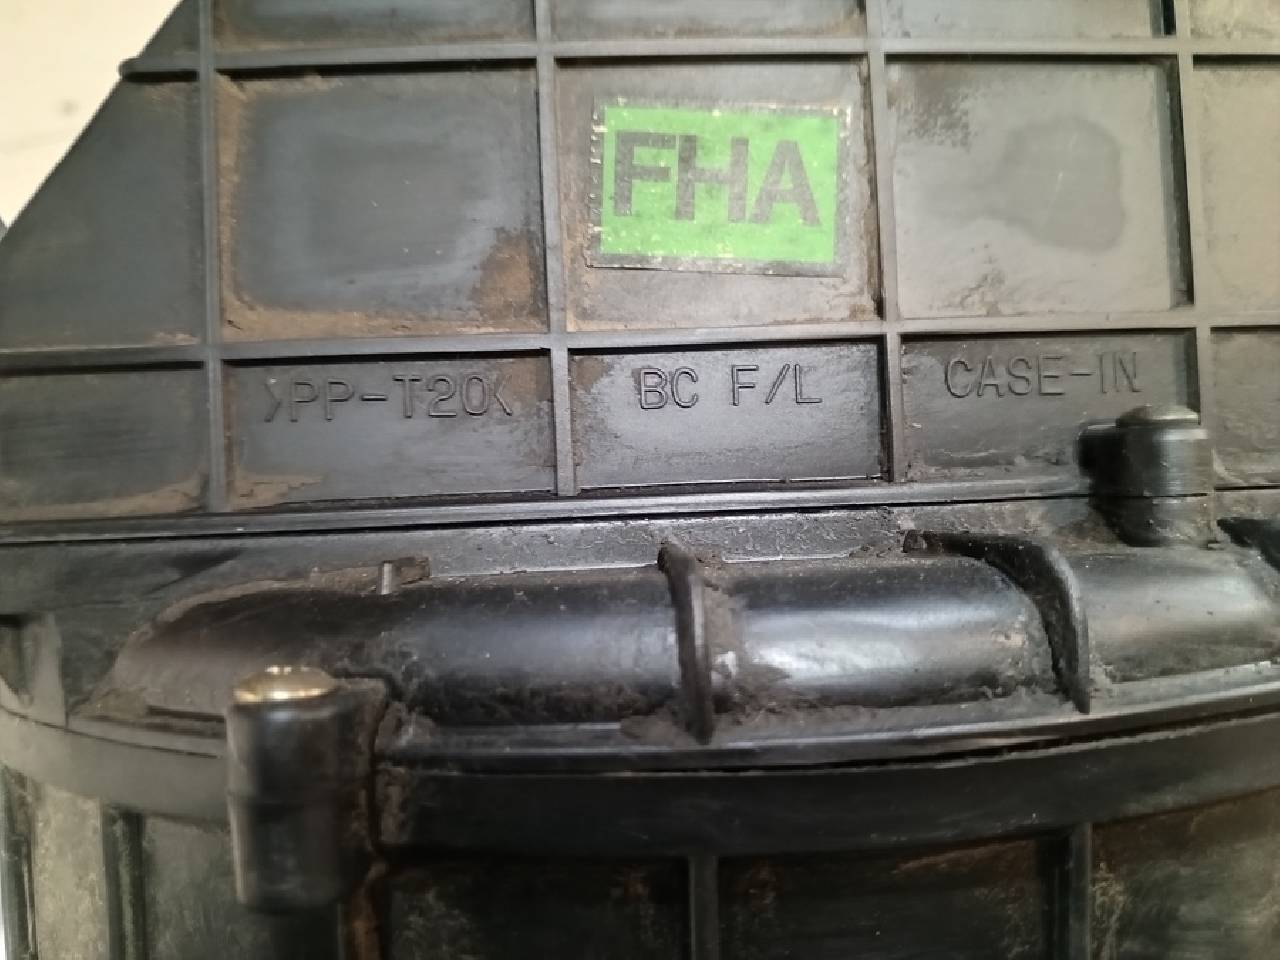 FHA
>PP-T20< BC F/L CASE-IN